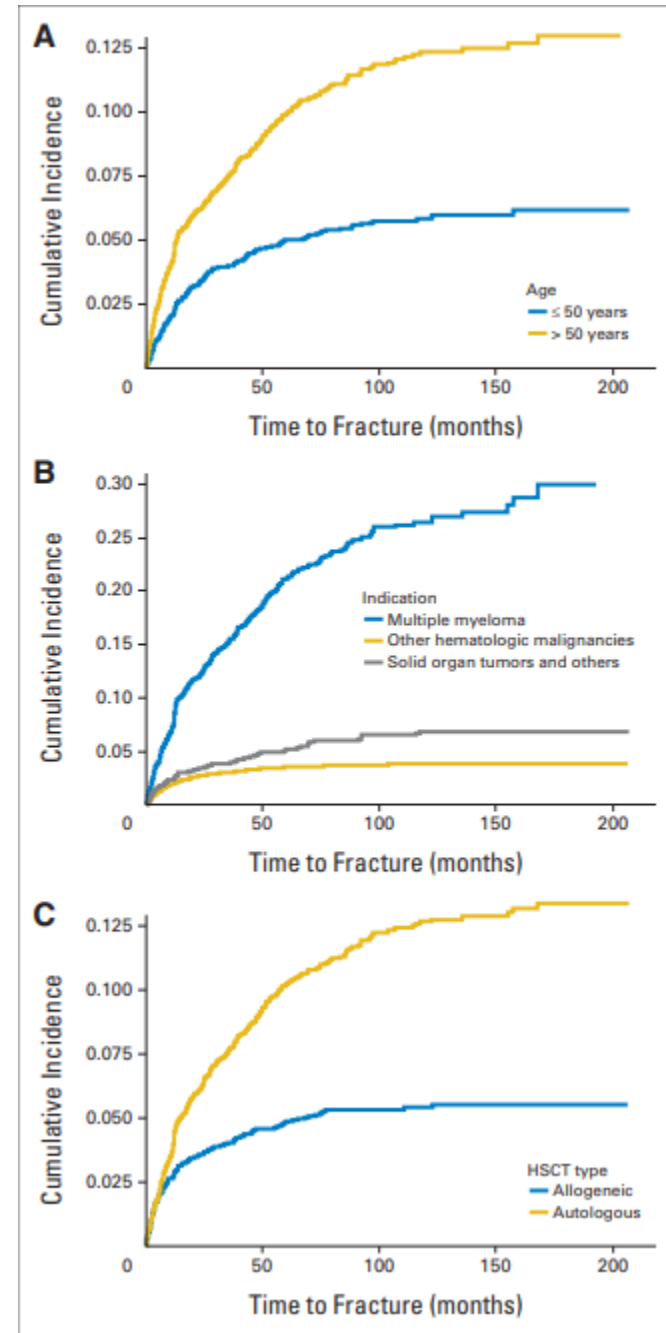 A
Cumulative Incidence
0.125
0.100
0.075
0.050
0.025
0
50
100
150
200
Age
≤ 50 years
> 50 years
Time to Fracture (months)
B
Cumulative Incidence
0.30
0.25
0.20
0.15
0.10
0.05
0
50
100
150
200
Indication
Multiple myeloma
Other hematologic malignancies
Solid organ tumors and others
Time to Fracture (months)
C
Cumulative Incidence
0.125
0.100
0.075
0.050
0.025
0
50
100
150
200
HSCT type
Allogeneic
Autologous
Time to Fracture (months)